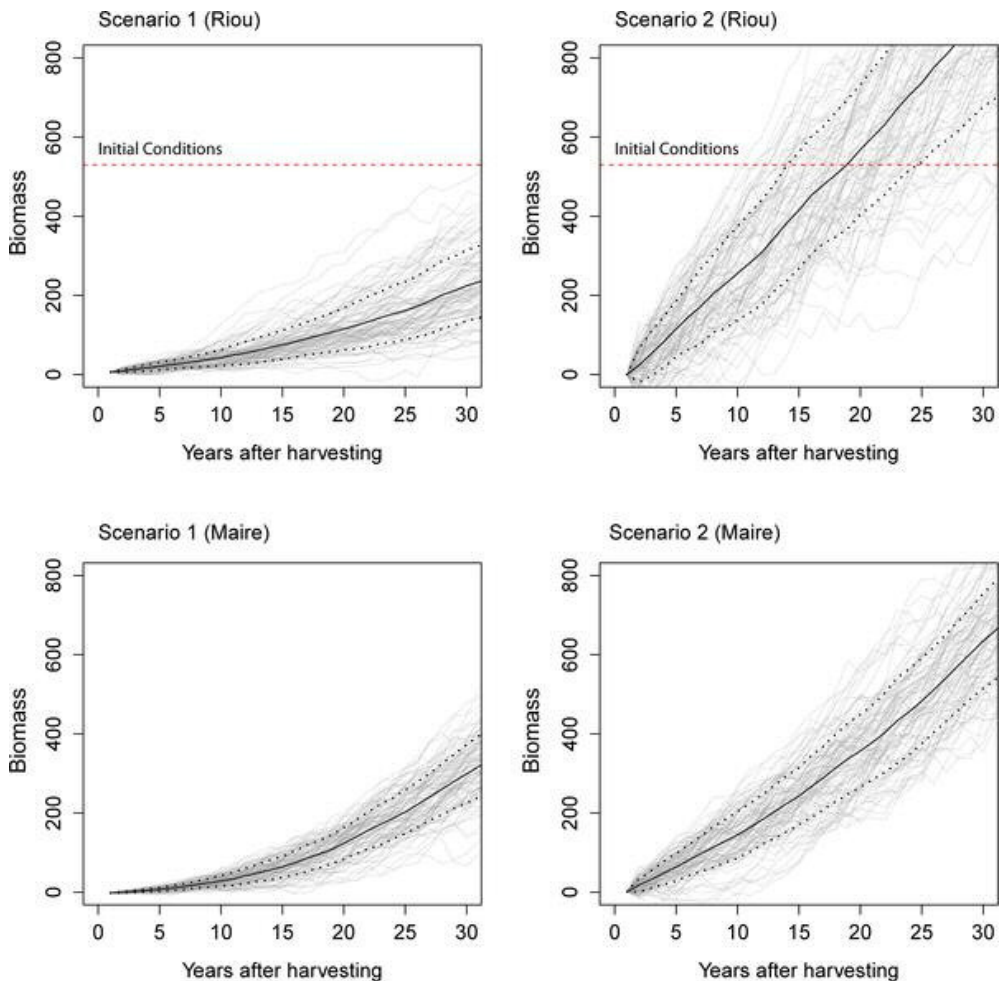 Scenario 1 (Riou)
800
600
400
200
0
Biomass
Initial Conditions
0 5 10 15 20 25 30
Years after harvesting
Scenario 2 (Riou)
800
600
400
200
0
Biomass
Initial Conditions
0 5 10 15 20 25 30
Years after harvesting
Scenario 1 (Maire)
800
600
400
200
0
Biomass
0 5 10 15 20 25 30
Years after harvesting
Scenario 2 (Maire)
800
600
400
200
0
Biomass
0 5 10 15 20 25 30
Years after harvesting